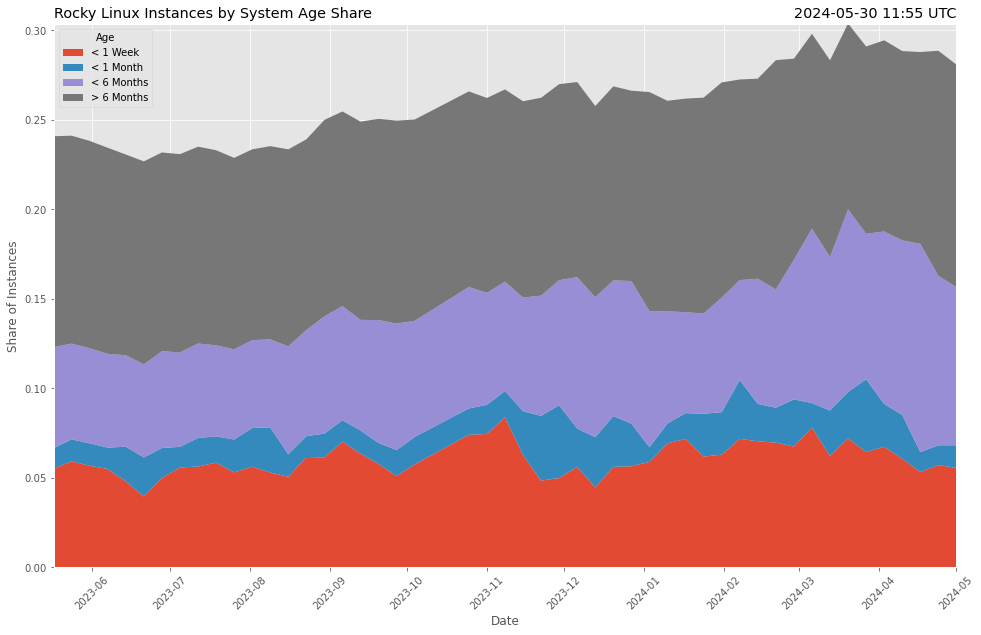 Rocky Linux Instances by System Age Share
2024-05-30 11:55 UTC
Age
< 1 Week
< 1 Month
< 6 Months
> 6 Months
Share of Instances
0.30
0.25
0.20
0.15
0.10
0.05
0.00
2023-06
2023-07
2023-08
2023-09
2023-10
2023-11
2023-12
2024-01
2024-02
2024-03
2024-04
2024-05
Date